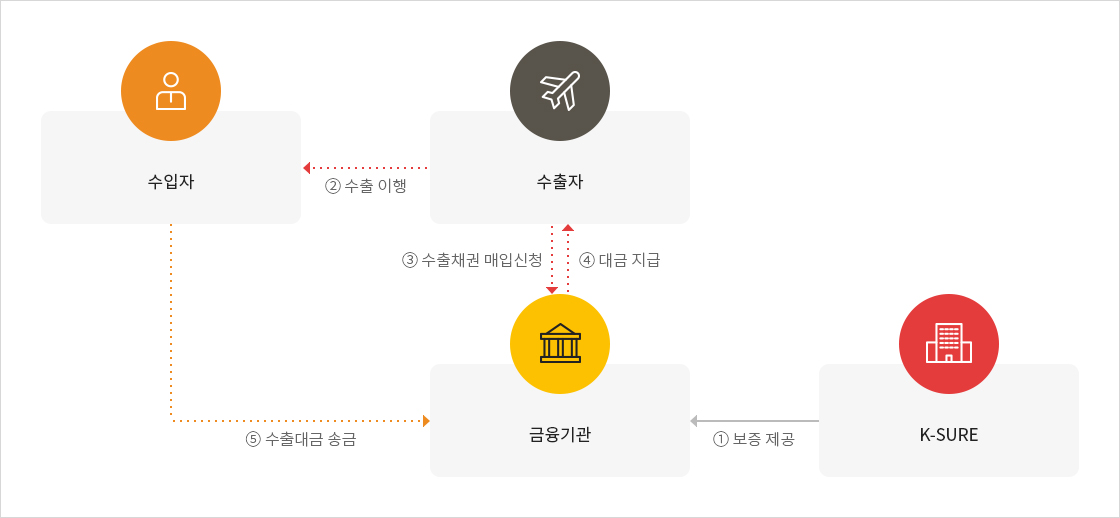 수입자
수출자
② 수출 이행
③ 수출채권 매입신청
④ 대금 지급
금융기관
K-SURE
⑤ 수출대금 송금
① 보증 제공